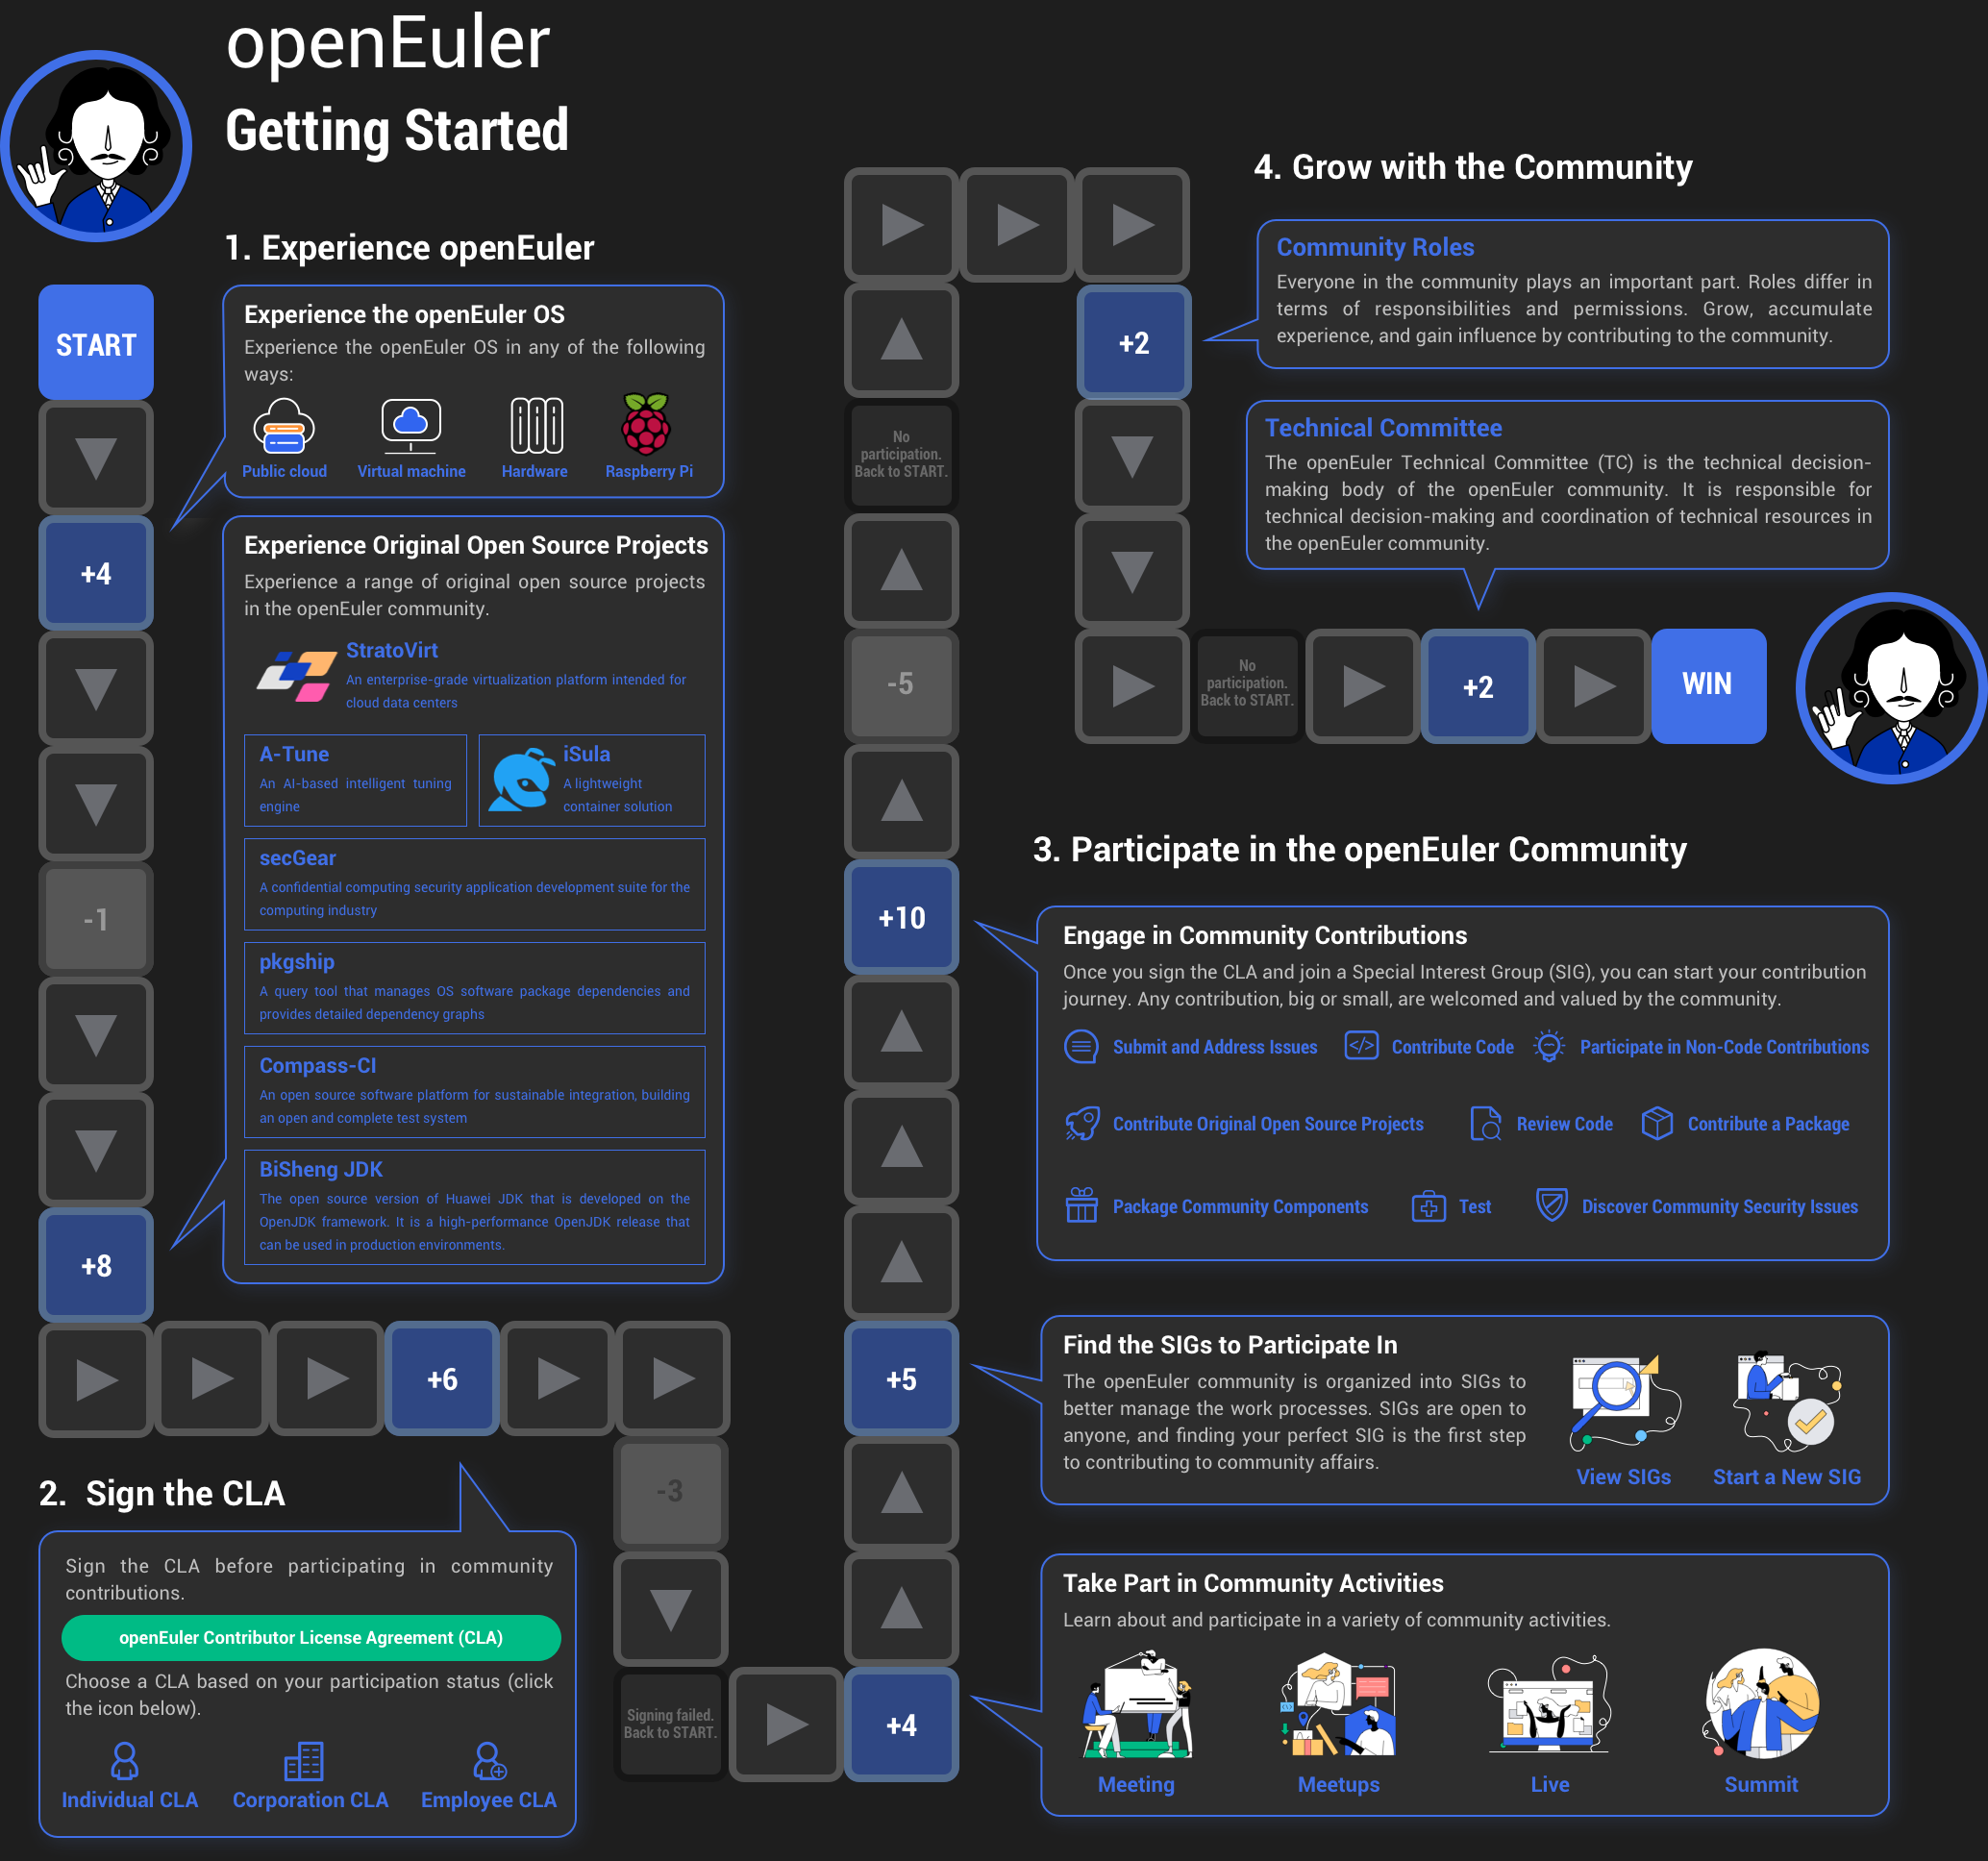 openEuler
Getting Started
1. Experience openEuler
START
+4
-1
+8
Experience the openEuler OS
Experience the openEuler OS in any of the following
ways:
Public cloud
Virtual machine
Hardware
Raspberry Pi
Experience Original Open Source Projects
Experience a range of original open source projects
in the openEuler community.
StratoVirt
An enterprise-grade virtualization platform intended for
cloud data centers
A-Tune
An AI-based intelligent tuning
engine
iSula
A lightweight
container solution
secGear
A confidential computing security application development suite for the
computing industry
pkgship
A query tool that manages OS software package dependencies and
provides detailed dependency graphs
Compass-CI
An open source software platform for sustainable integration, building
an open and complete test system
BiSheng JDK
The open source version of Huawei JDK that is developed on the
OpenJDK framework. It is a high-performance OpenJDK release that
can be used in production environments.
+6
2. Sign the CLA
Sign the CLA before participating in community
contributions.
openEuler Contributor License Agreement (CLA)
Choose a CLA based on your participation status (click
the icon below).
Individual CLA
Corporation CLA
Employee CLA
-3
Signing failed.
Back to START.
+4
+5
+10
-5
No
participation.
Back to START.
3. Participate in the openEuler Community
Engage in Community Contributions
Once you sign the CLA and join a Special Interest Group (SIG), you can start your contribution
journey. Any contribution, big or small, are welcomed and valued by the community.
Submit and Address Issues
</>
Contribute Code
Participate in Non-Code Contributions
Contribute Original Open Source Projects
Review Code
Contribute a Package
Package Community Components
Test
Discover Community Security Issues
Find the SIGs to Participate In
The openEuler community is organized into SIGs to
better manage the work processes. SIGs are open to
anyone, and finding your perfect SIG is the first step
to contributing to community affairs.
View SIGs
Start a New SIG
Take Part in Community Activities
Learn about and participate in a variety of community activities.
Meeting
Meetups
Live
Summit
4. Grow with the Community
+2
Community Roles
Everyone in the community plays an important part. Roles differ in
terms of responsibilities and permissions. Grow, accumulate
experience, and gain influence by contributing to the community.
Technical Committee
The openEuler Technical Committee (TC) is the technical decision-
making body of the openEuler community. It is responsible for
technical decision-making and coordination of technical resources in
the openEuler community.
No
participation.
Back to START.
+2
WIN